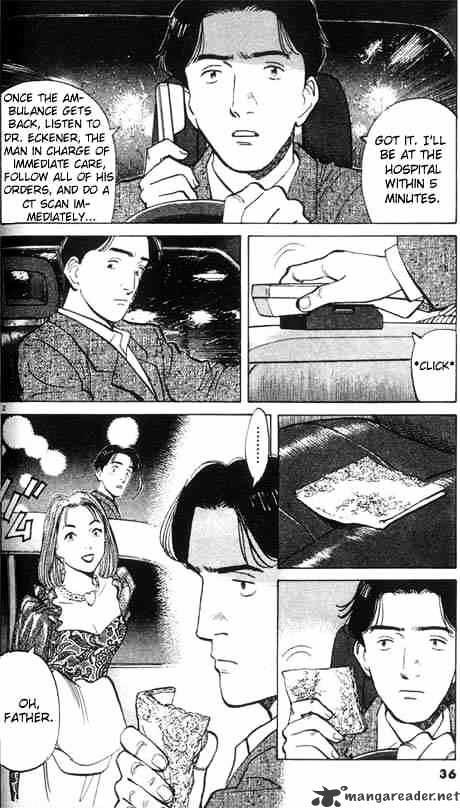 ONCE THE AM-
BULANCE GETS
BACK, LISTEN TO
DR. ECKENER, THE
MAN IN CHARGE OF
IMMEDIATE CARE,
FOLLOW ALL OF HIS
ORDERS, AND DO A
CT SCAN IM-
MEDIATELY...
GOT IT. I'LL
BE AT THE
HOSPITAL
WITHIN 5
MINUTES.
*CLICK*
........
OH,
FATHER.
36
mangareader.net